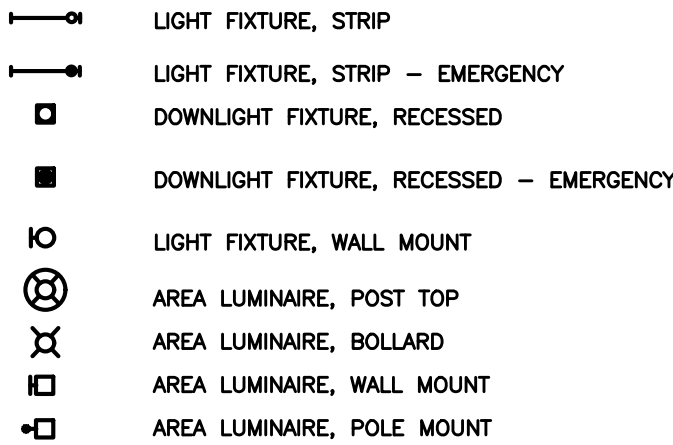 LIGHT FIXTURE, STRIP
LIGHT FIXTURE, STRIP – EMERGENCY
DOWNLIGHT FIXTURE, RECESSED
DOWNLIGHT FIXTURE, RECESSED – EMERGENCY
LIGHT FIXTURE, WALL MOUNT
AREA LUMINAIRE, POST TOP
AREA LUMINAIRE, BOLLARD
AREA LUMINAIRE, WALL MOUNT
AREA LUMINAIRE, POLE MOUNT